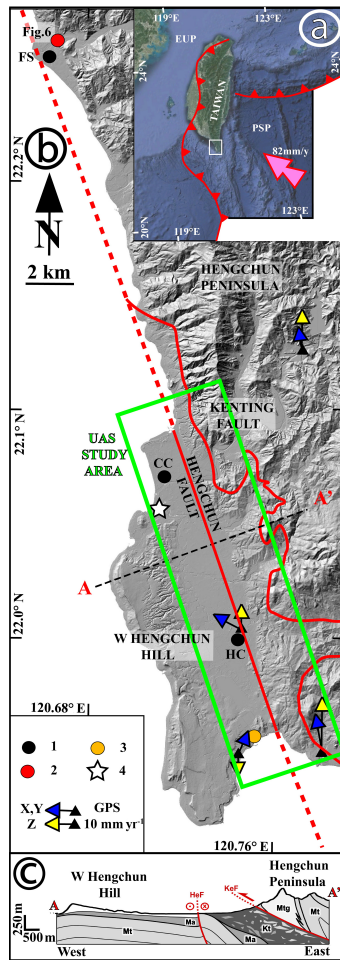 Fig.6
FS
119°E
123°E
a
EUP
24°N
24°N
TAIWAN
PSP
82mm/y
20°N
119°E
123°E
b
N
2 km
22.2° N
HENGCHUN
PENINSULA
22.1° N
KENTING
FAULT
UAS
STUDY
AREA
HENGCHUN
FAULT
CC
A'
A
22.0° N
W HENGCHUN
HILL
HC
120.68° E
1
2
3
4
X,Y
GPS
Z
10 mm yr-1
120.76° E
c
W Hengchun
Hill
Hengchun
Peninsula
A
A'
HeF
KeF
250 m
500 m
Mt
Ma
Ma
Kt
Mtg
Mt
West
East